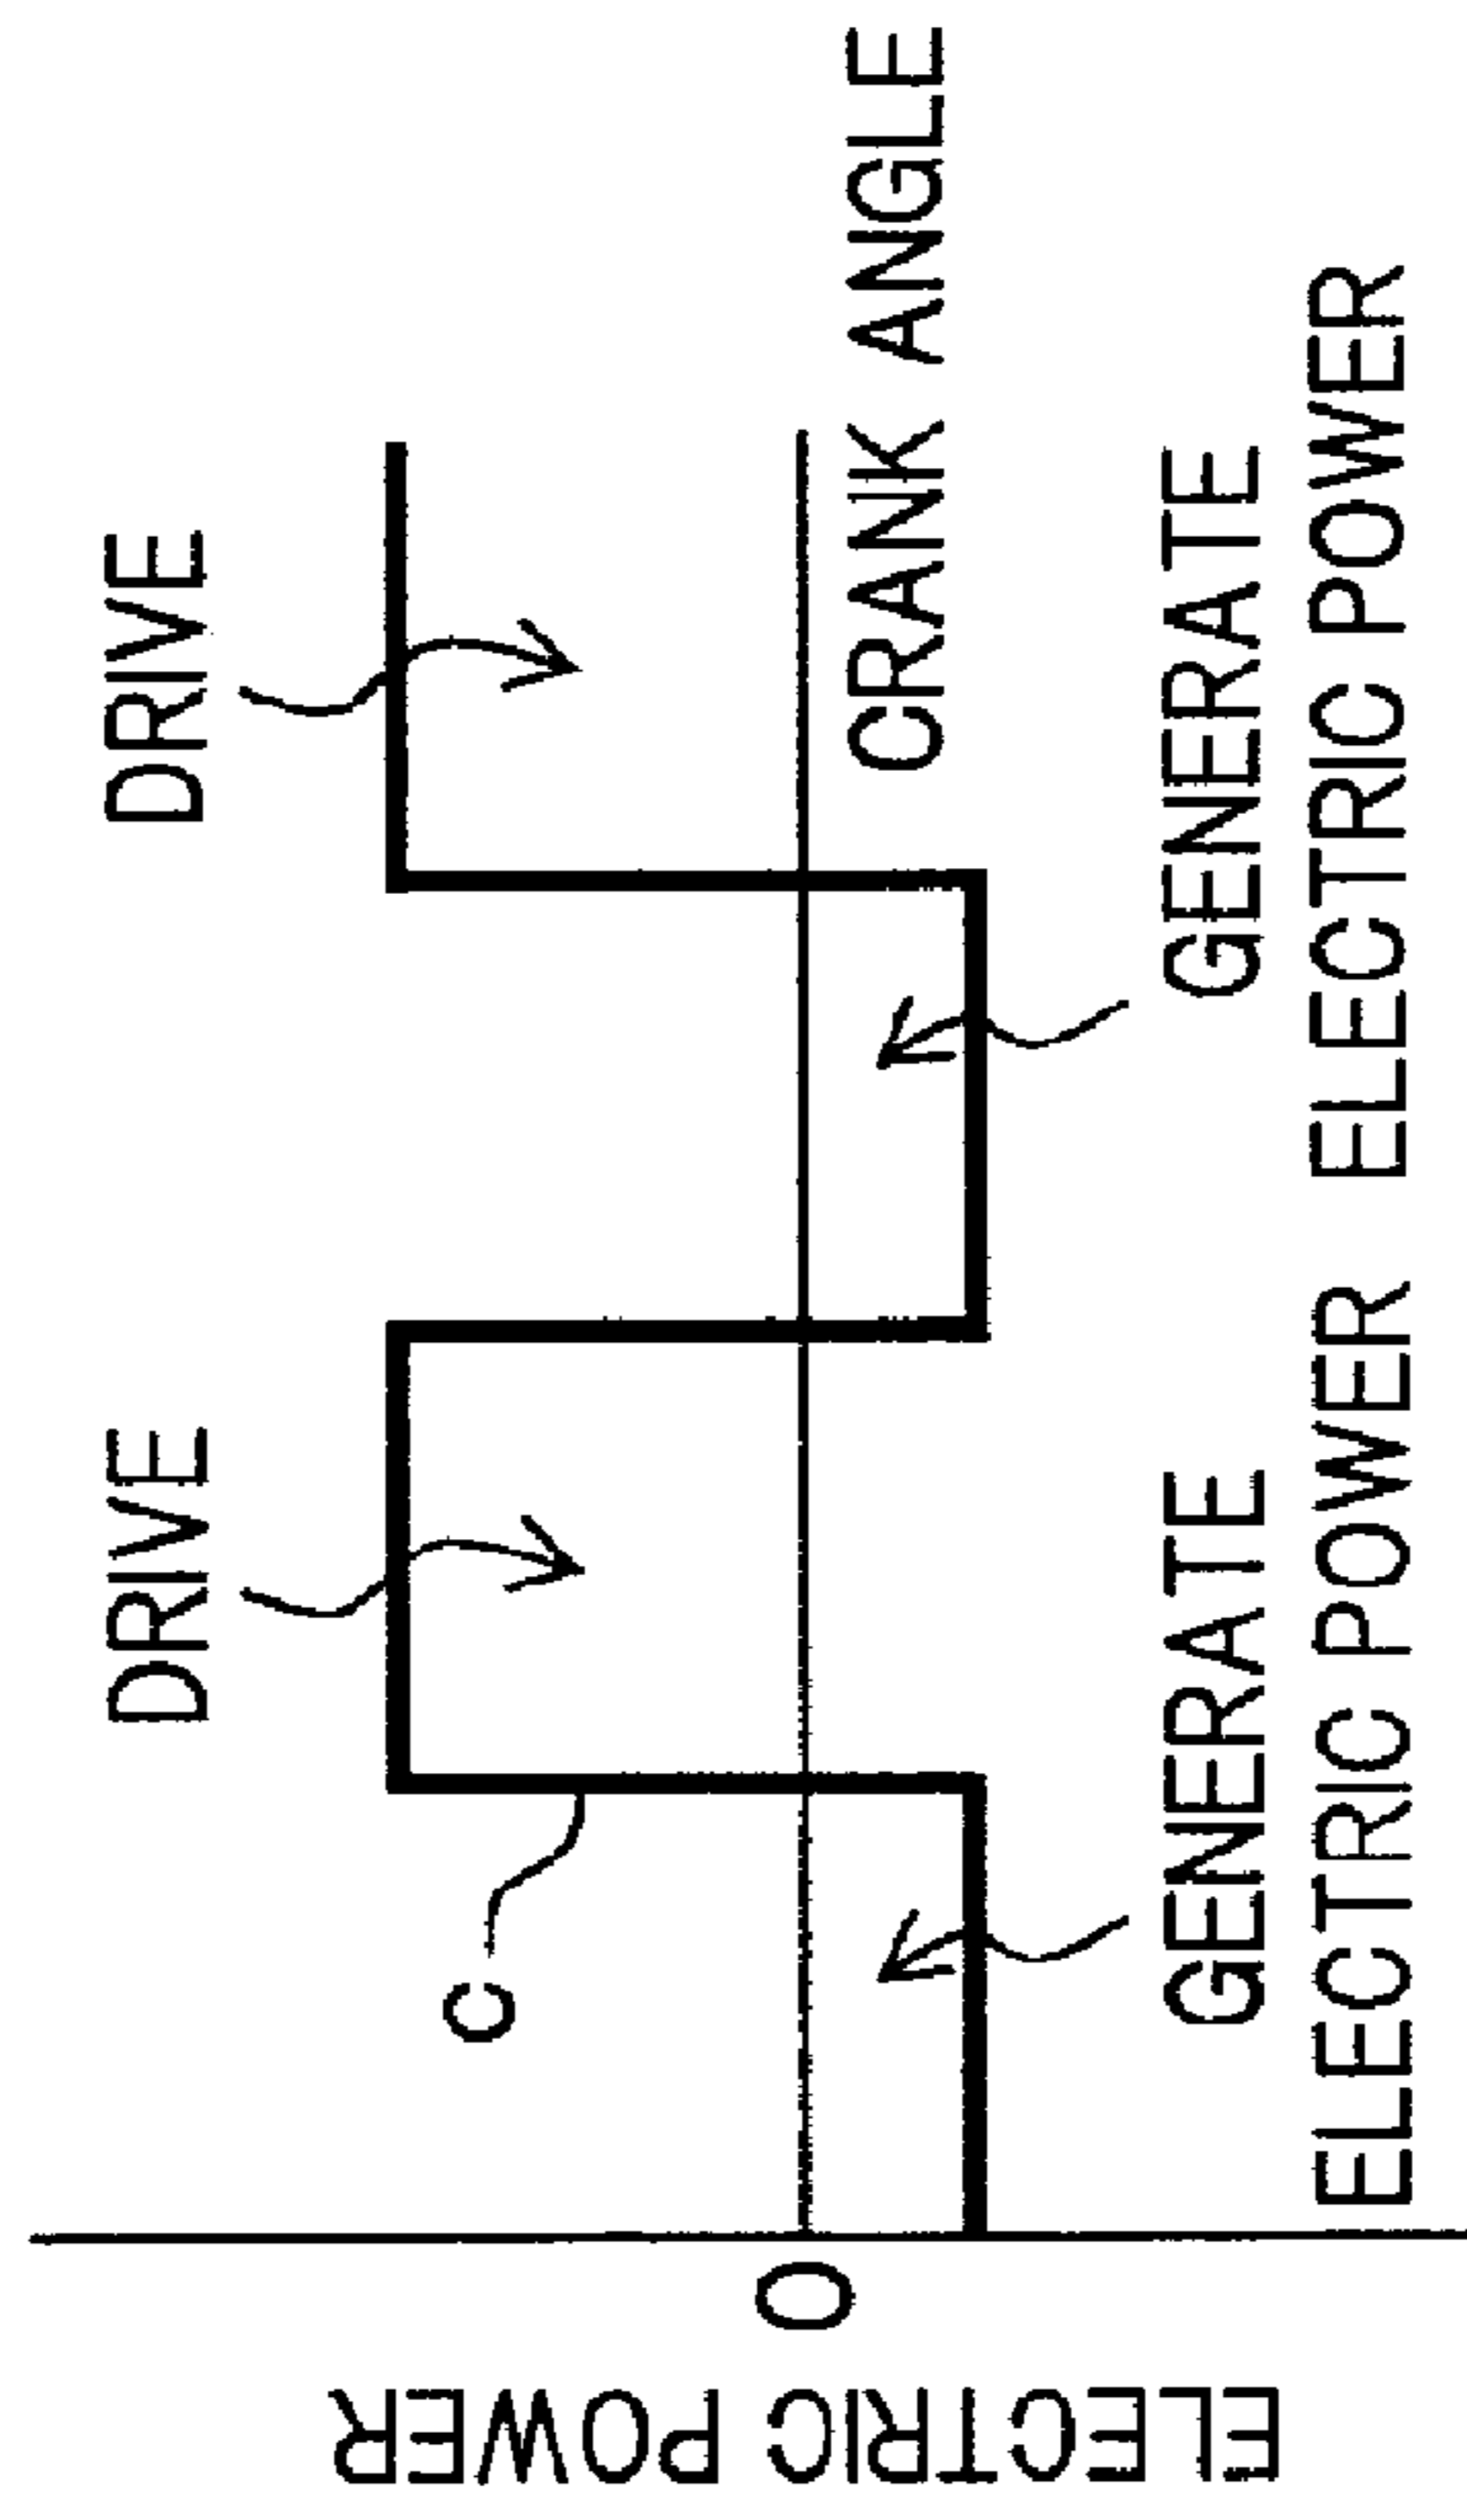 DRIVE
DRIVE
c
0
CRANK ANGLE
GENERATE
ELECTRIC POWER
GENERATE
ELECTRIC POWER
ELECTRIC POWER